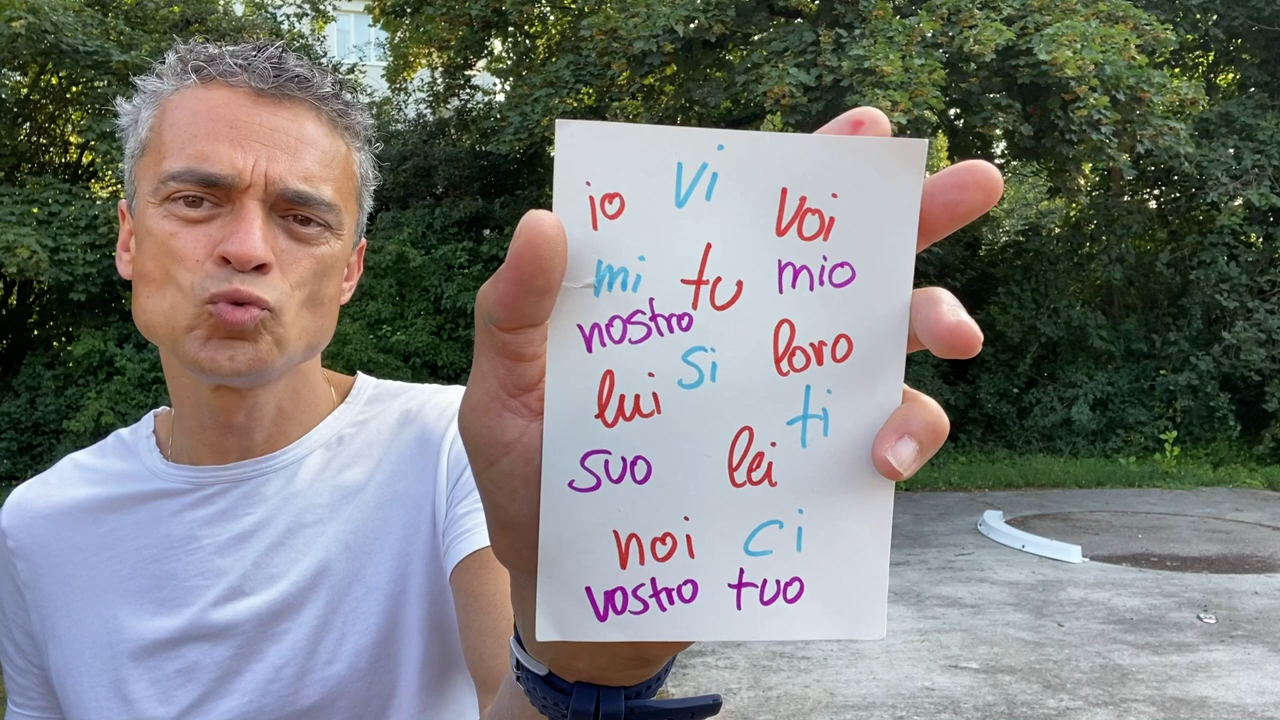 io vi voi
mi tu mio
nostro
si loro
lui ti
suo lei
noi ci
vostro tuo